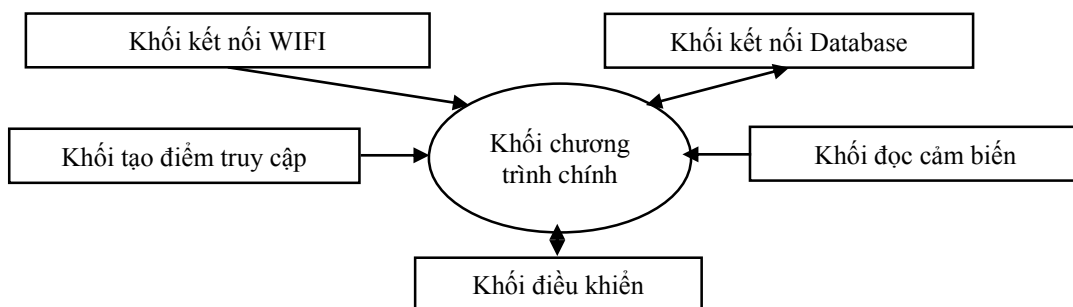 Khối kết nối WIFI
Khối kết nối Database
Khối tạo điểm truy cập
Khối chương
trình chính
Khối đọc cảm biến
Khối điều khiển